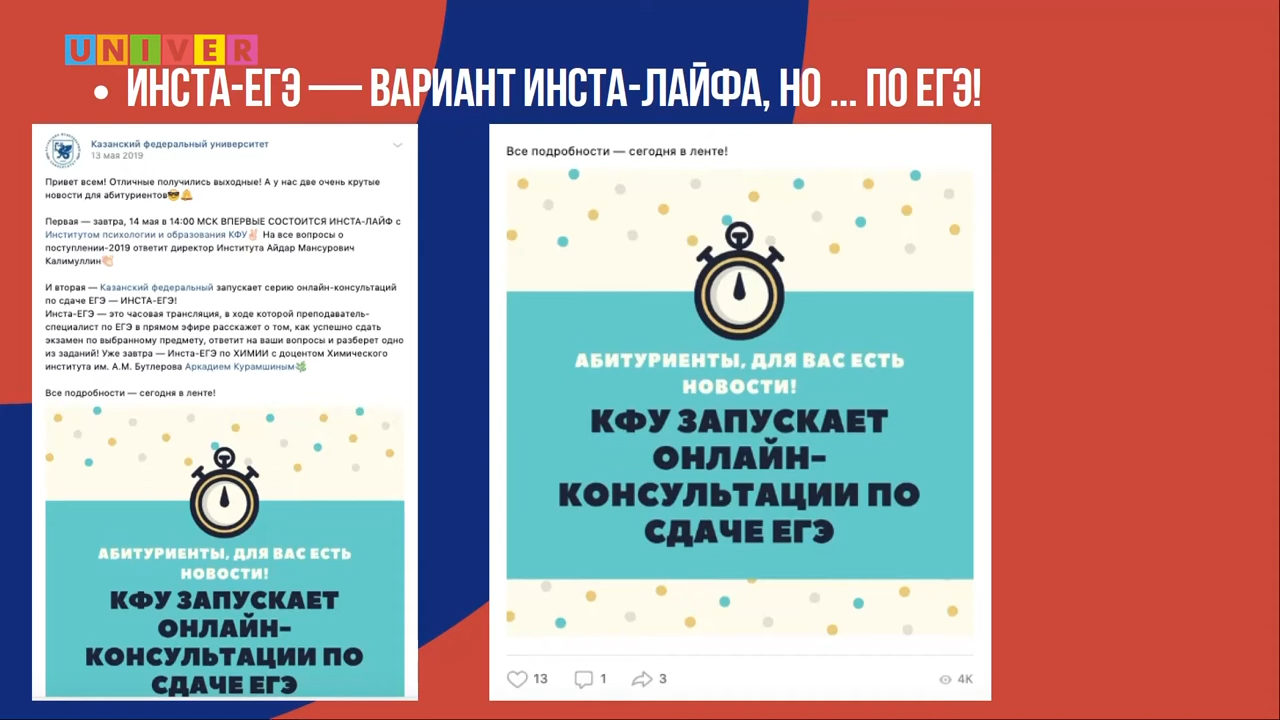 UNIVER
• ИНСТА-ЕГЭ — ВАРИАНТ ИНСТА-ЛАЙФА, НО ... ПО ЕГЭ!
Казанский федеральный университет
13 мая 2019
Привет всем! Отличные получились выходные! А у нас две очень крутые
новости для абитуриентов😎🔔
Первая — завтра, 14 мая в 14:00 МСК ВПЕРВЫЕ СОСТОИТСЯ ИНСТА-ЛАЙФ с
Институтом психологии и образования КФУ✌🏻 На все вопросы о
поступлении-2019 ответит директор Института Айдар Мансурович
Калимуллин👏🏻
И вторая — Казанский федеральный запускает серию онлайн-консультаций
по сдаче ЕГЭ — ИНСТА-ЕГЭ!
Инста-ЕГЭ — это часовая трансляция, в ходе которой преподаватель-
специалист по ЕГЭ в прямом эфире расскажет о том, как успешно сдать
экзамен по выбранному предмету, ответит на ваши вопросы и разберет одно
из заданий! Уже завтра — Инста-ЕГЭ по ХИМИИ с доцентом Химического
института им. А.М. Бутлерова Аркадием Курамшиным🌿
Все подробности — сегодня в ленте!
АБИТУРИЕНТЫ, ДЛЯ ВАС ЕСТЬ
НОВОСТИ!
КФУ ЗАПУСКАЕТ
ОНЛАЙН-
КОНСУЛЬТАЦИИ ПО
СДАЧЕ ЕГЭ
Все подробности — сегодня в ленте!
АБИТУРИЕНТЫ, ДЛЯ ВАС ЕСТЬ
НОВОСТИ!
КФУ ЗАПУСКАЕТ
ОНЛАЙН-
КОНСУЛЬТАЦИИ ПО
СДАЧЕ ЕГЭ
13 1 3 4K